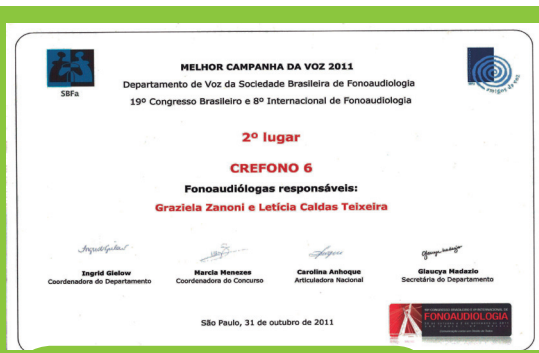 SBFa
MELHOR CAMPANHA DA VOZ 2011
Departamento de Voz da Sociedade Brasileira de Fonoaudiologia
19º Congresso Brasileiro e 8º Internacional de Fonoaudiologia
amigos da voz
2º lugar
CREFONO 6
Fonoaudiólogas responsáveis:
Graziela Zanoni e Letícia Caldas Teixeira
Ingrid Gielow
Coordenadora do Departamento
Marcia Menezes
Coordenadora do Concurso
Carolina Anhoque
Articuladora Nacional
Glaucya Madazio
Secretária do Departamento
São Paulo, 31 de outubro de 2011
FONOAUDIOLOGIA